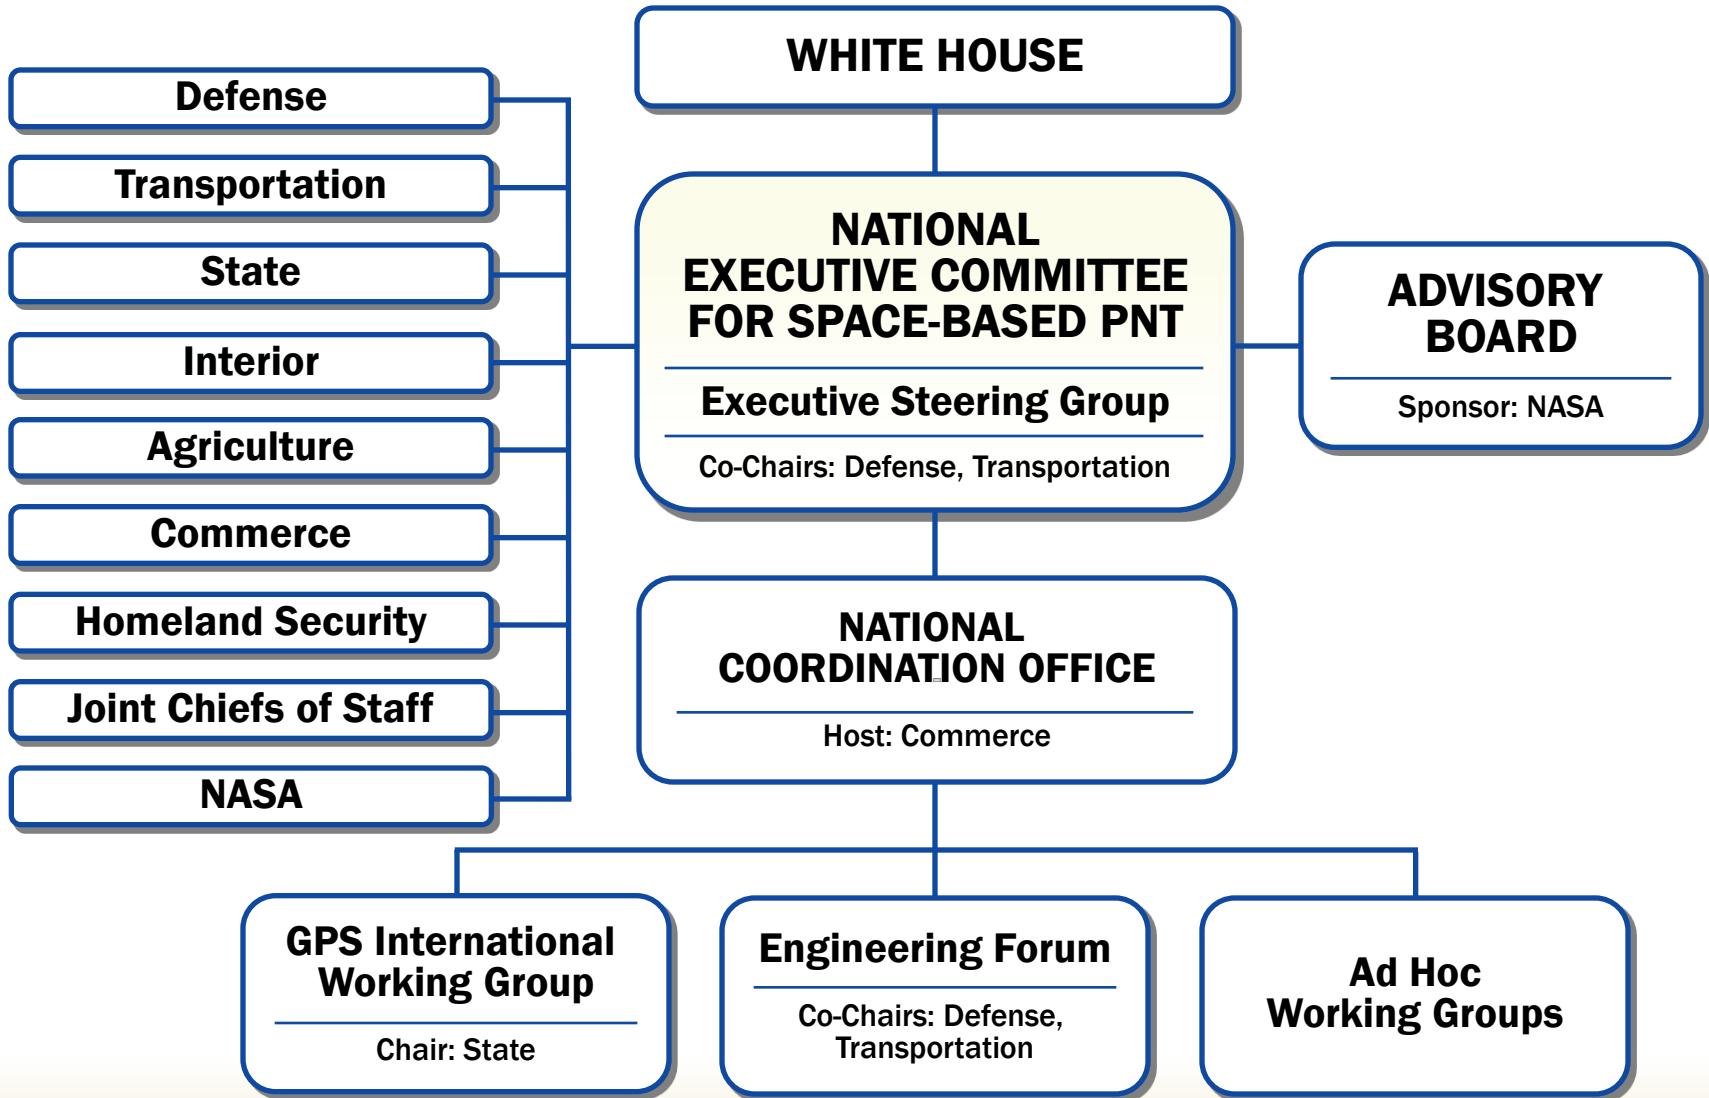 WHITE HOUSE
Defense
Transportation
State
Interior
Agriculture
Commerce
Homeland Security
Joint Chiefs of Staff
NASA
NATIONAL
EXECUTIVE COMMITTEE
FOR SPACE-BASED PNT
Executive Steering Group
Co-Chairs: Defense, Transportation
ADVISORY
BOARD
Sponsor: NASA
NATIONAL
COORDINATION OFFICE
Host: Commerce
GPS International
Working Group
Chair: State
Engineering Forum
Co-Chairs: Defense,
Transportation
Ad Hoc
Working Groups